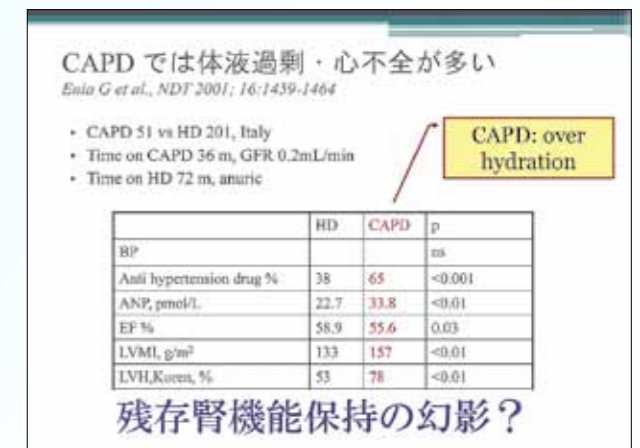 CAPD では体液過剰・心不全が多い
Enia G et al., NDT 2001; 16:1459-1464
• CAPD 51 vs HD 201, Italy
• Time on CAPD 36 m, GFR 0.2mL/min
• Time on HD 72 m, anuric
CAPD: over
hydration
HD CAPD p
BP ns
Anti hypertension drug % 38 65 <0.001
ANP, pmol/L 22.7 33.8 <0.01
EF % 58.9 55.6 0.03
LVMI, g/m² 133 157 <0.01
LVH, % 53 78 <0.01
残存腎機能保持の幻影？